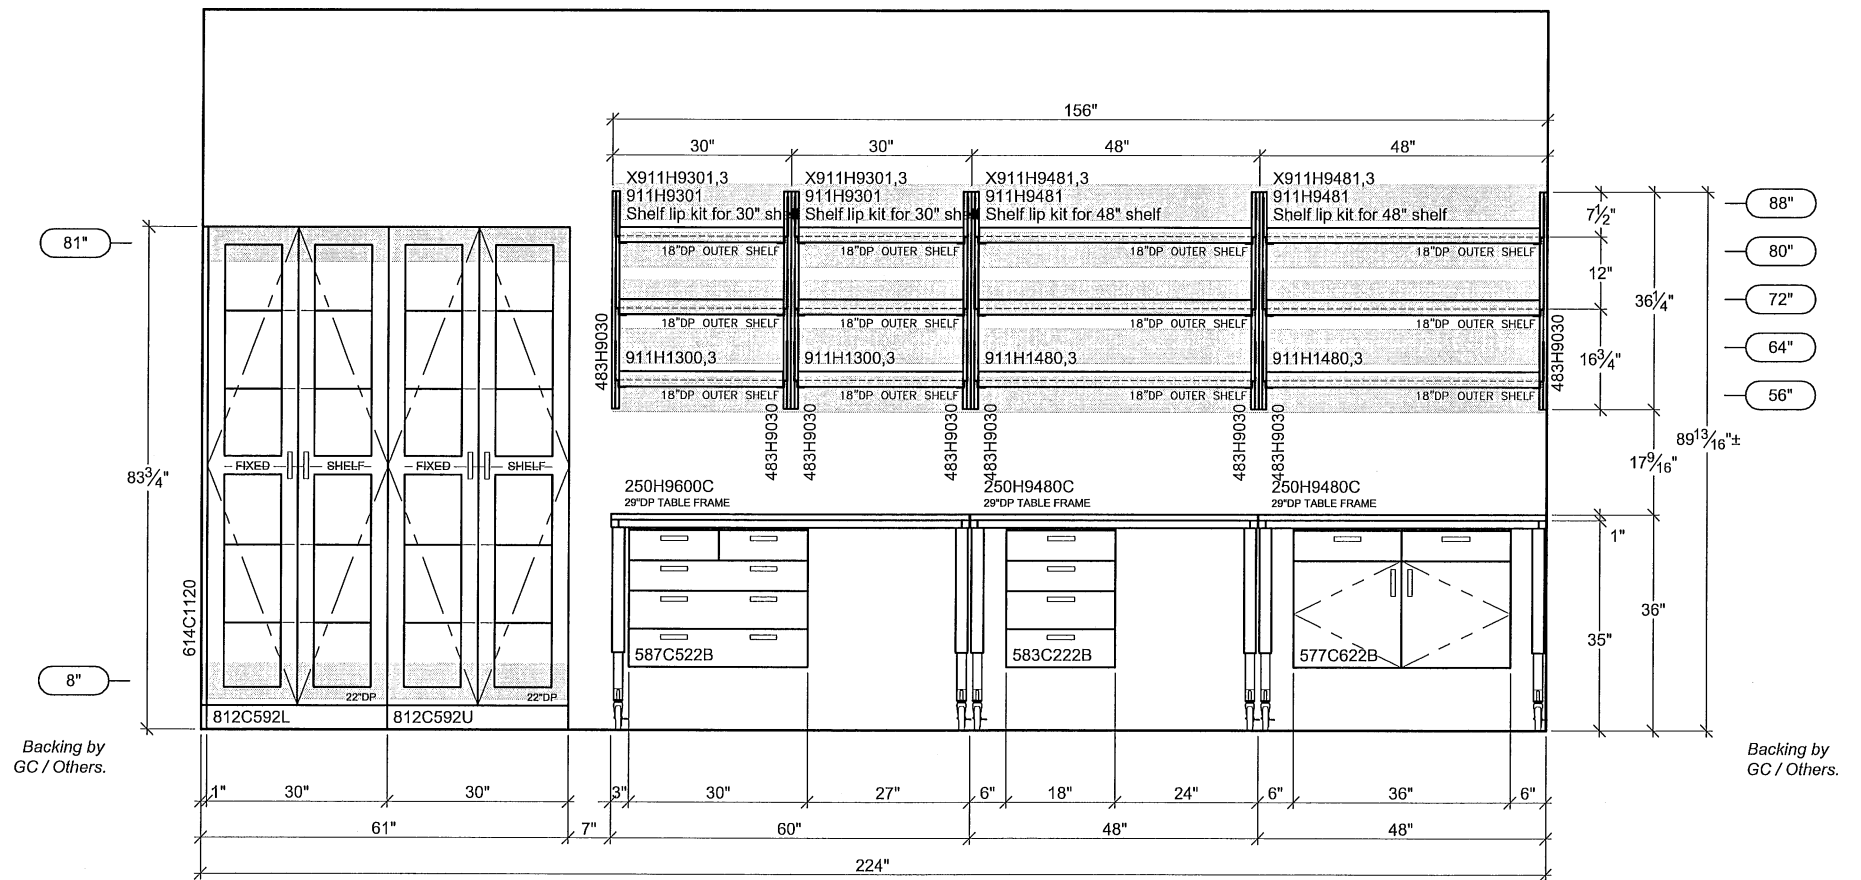 156"
30" 30" 48" 48"
X911H9301,3 X911H9301,3 X911H9481,3 X911H9481,3
911H9301 911H9301 911H9481 911H9481
Shelf lip kit for 30" she Shelf lip kit for 30" she Shelf lip kit for 48" shelf Shelf lip kit for 48" shelf
7½" 88"
81"
18"DP OUTER SHELF 18"DP OUTER SHELF 18"DP OUTER SHELF 18"DP OUTER SHELF
80"
12"
36¼" 72"
18"DP OUTER SHELF 18"DP OUTER SHELF 18"DP OUTER SHELF 18"DP OUTER SHELF
483H9030 483H9030
911H1300,3 911H1300,3 911H1480,3 911H1480,3
16¾" 64"
18"DP OUTER SHELF 18"DP OUTER SHELF 18"DP OUTER SHELF 18"DP OUTER SHELF
56"
483H9030 483H9030 483H9030 483H9030 483H9030 483H9030
89 13/16"±
17 9/16"
FIXED SHELF FIXED SHELF
83¾"
250H9600C 250H9480C 250H9480C
29"DP TABLE FRAME 29"DP TABLE FRAME 29"DP TABLE FRAME
1"
614C1120
36"
35"
587C522B 583C222B 577C622B
8"
22"DP 22"DP
812C592L 812C592U
Backing by
GC / Others.
Backing by
GC / Others.
1" 30" 30" 3" 30" 27" 6" 18" 24" 6" 36" 6"
61" 7" 60" 48" 48"
224"